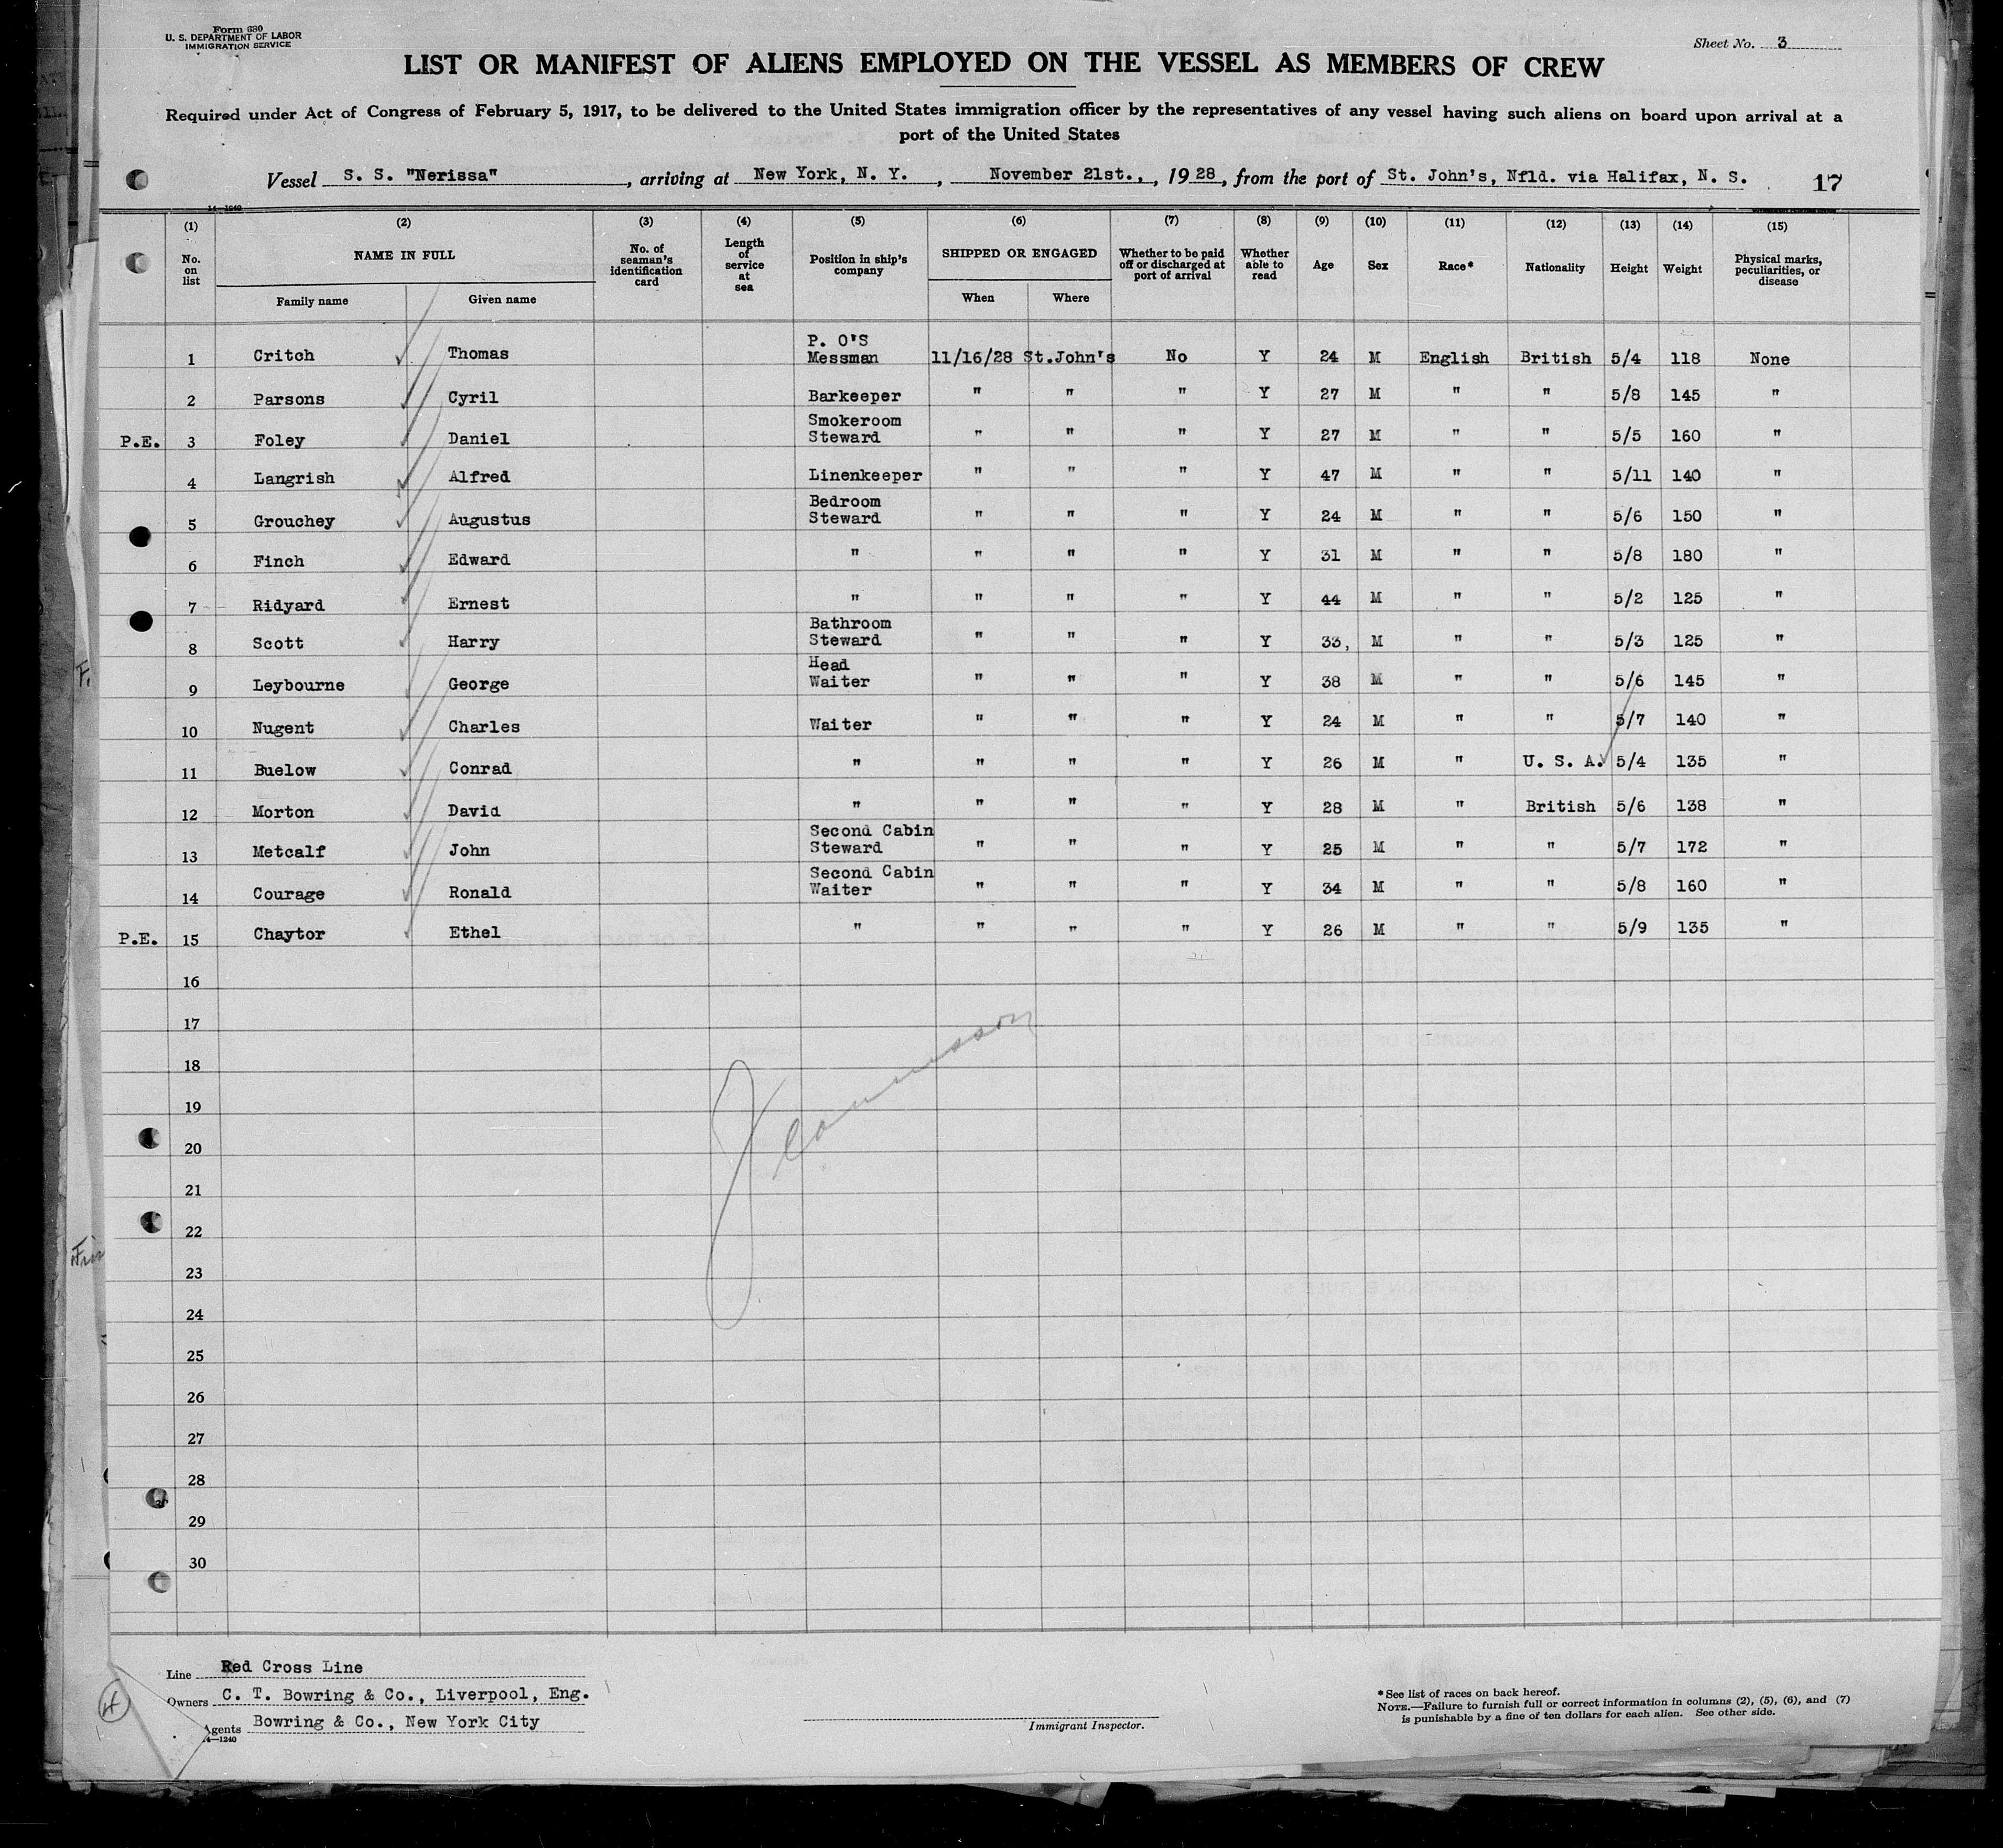 Form 680
U. S. DEPARTMENT OF LABOR
IMMIGRATION SERVICE
Sheet No. 3
LIST OR MANIFEST OF ALIENS EMPLOYED ON THE VESSEL AS MEMBERS OF CREW
Required under Act of Congress of February 5, 1917, to be delivered to the United States immigration officer by the representatives of any vessel having such aliens on board upon arrival at a
port of the United States
Vessel S. S. "Nerissa", arriving at New York, N. Y., November 21st., , 1928, from the port of St. John's, Nfld. via Halifax, N. S. 17
14—1240
(1) (2) (3) (4) (5) (6) (7) (8) (9) (10) (11) (12) (13) (14) (15)
No. on list NAME IN FULL Family name Given name No. of seaman's identification card Length of service at sea Position in ship's company SHIPPED OR ENGAGED When Where Whether to be paid off or discharged at port of arrival Whether able to read Age Sex Race* Nationality Height Weight Physical marks, peculiarities, or disease
1 Critch Thomas P. O'S Messman 11/16/28 St.John's No Y 24 M English British 5/4 118 None
2 Parsons Cyril Barkeeper " " " Y 27 M " " 5/8 145 "
P.E. 3 Foley Daniel Smokeroom Steward " " " Y 27 M " " 5/5 160 "
4 Langrish Alfred Linenkeeper " " " Y 47 M " " 5/11 140 "
5 Grouchey Augustus Bedroom Steward " " " Y 24 M " " 5/6 150 "
6 Finch Edward " " " " Y 31 M " " 5/8 180 "
7 Ridyard Ernest " " " " Y 44 M " " 5/2 125 "
8 Scott Harry Bathroom Steward " " " Y 33, M " " 5/3 125 "
9 Leybourne George Head Waiter " " " Y 38 M " " 5/6 145 "
10 Nugent Charles Waiter " " " Y 24 M " " 5/7 140 "
11 Buelow Conrad " " " " Y 26 M " U. S. A. 5/4 135 "
12 Morton David " " " " Y 28 M " British 5/6 138 "
13 Metcalf John Second Cabin Steward " " " Y 25 M " " 5/7 172 "
14 Courage Ronald Second Cabin Waiter " " " Y 34 M " " 5/8 160 "
P.E. 15 Chaytor Ethel " " " " Y 26 M " " 5/9 135 "
16
17
18
19
20
21
22
23
24
25
26
27
28
29
30
Line Red Cross Line
Owners C. T. Bowring & Co., Liverpool, Eng.
Agents Bowring & Co., New York City
14—1240
Immigrant Inspector.
* See list of races on back hereof.
NOTE.—Failure to furnish full or correct information in columns (2), (5), (6), and (7)
is punishable by a fine of ten dollars for each alien. See other side.